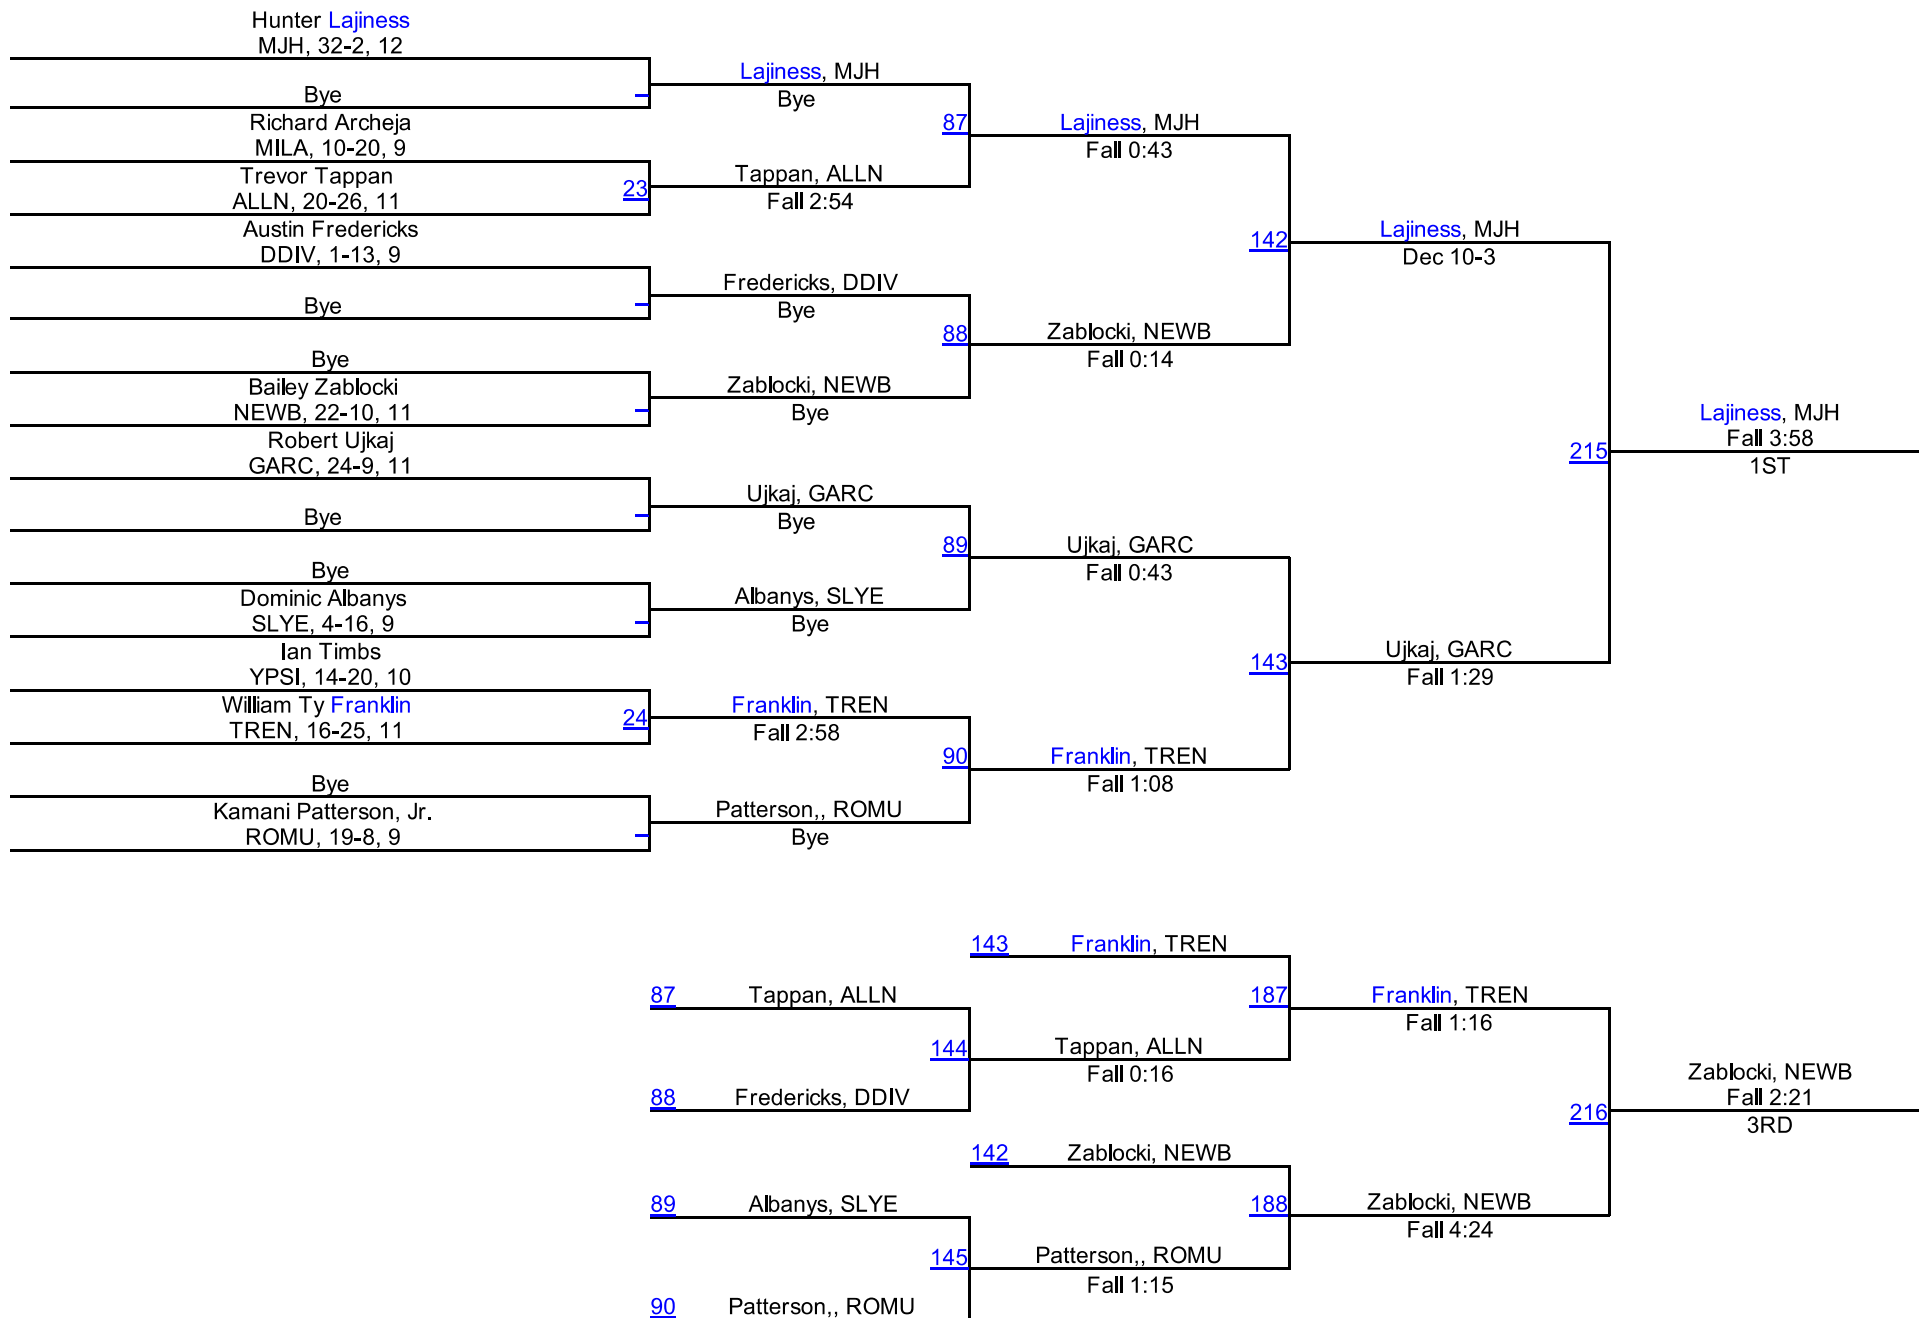 Hunter Lajiness
MJH, 32-2, 12
Bye
Richard Archeja
MILA, 10-20, 9
Trevor Tappan
ALLN, 20-26, 11
23
Austin Fredericks
DDIV, 1-13, 9
Bye
Bye
Bailey Zablocki
NEWB, 22-10, 11
Robert Ujkaj
GARC, 24-9, 11
Bye
Bye
Dominic Albanys
SLYE, 4-16, 9
Ian Timbs
YPSI, 14-20, 10
William Ty Franklin
TREN, 16-25, 11
24
Bye
Kamani Patterson, Jr.
ROMU, 19-8, 9
Lajiness, MJH
Bye
87
Tappan, ALLN
Fall 2:54
Fredericks, DDIV
Bye
88
Zablocki, NEWB
Bye
Ujkaj, GARC
Bye
89
Albanys, SLYE
Bye
Franklin, TREN
Fall 2:58
90
Patterson,, ROMU
Bye
Lajiness, MJH
Fall 0:43
142
Zablocki, NEWB
Fall 0:14
Ujkaj, GARC
Fall 0:43
143
Franklin, TREN
Fall 1:08
Lajiness, MJH
Dec 10-3
215
Ujkaj, GARC
Fall 1:29
Lajiness, MJH
Fall 3:58
1ST
87 Tappan, ALLN
144
88 Fredericks, DDIV
89 Albanys, SLYE
145
90 Patterson,, ROMU
143 Franklin, TREN
187
Tappan, ALLN
Fall 0:16
142 Zablocki, NEWB
188
Patterson,, ROMU
Fall 1:15
Franklin, TREN
Fall 1:16
216
Zablocki, NEWB
Fall 4:24
Zablocki, NEWB
Fall 2:21
3RD